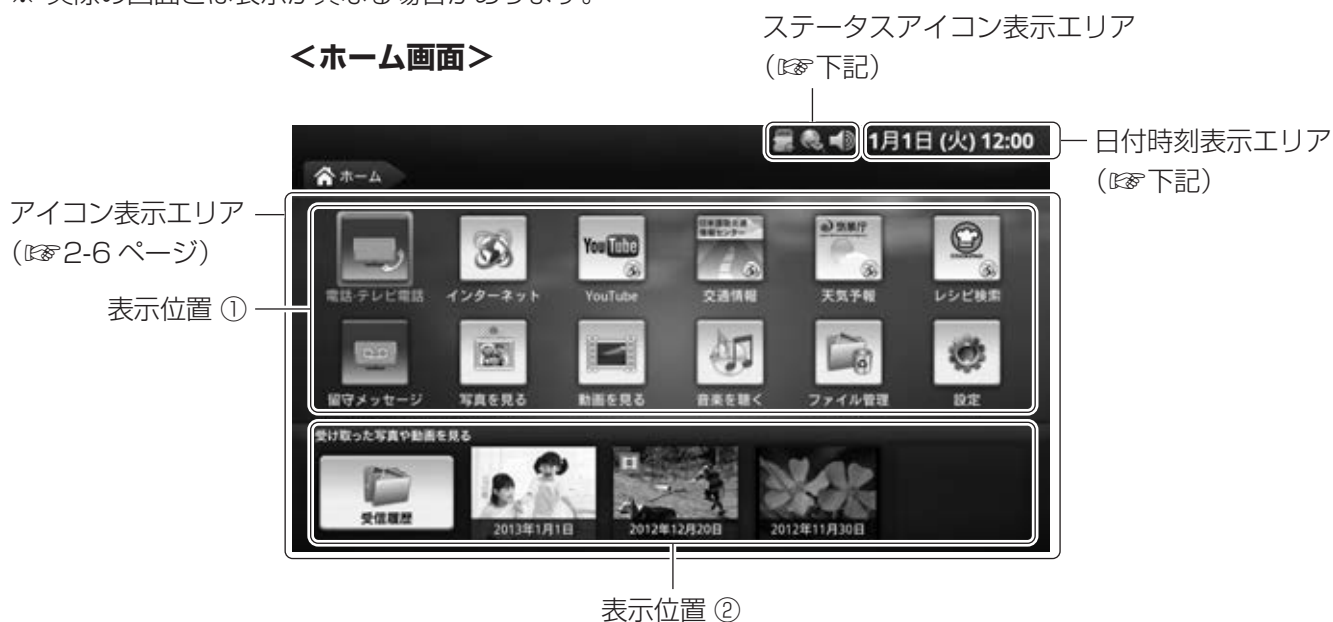 ※ 実際の画面とは表示が異なる場合があります。
＜ホーム画面＞
ステータスアイコン表示エリア
（☞下記）
1月1日 (火) 12:00
日付時刻表示エリア
（☞下記）
ホーム
アイコン表示エリア
（☞2-6 ページ）
表示位置 ①
YouTube
気象庁
電話·テレビ電話
インターネット
YouTube
交通情報
天気予報
レシピ検索
留守メッセージ
写真を見る
動画を見る
音楽を聴く
ファイル管理
設定
受け取った写真や動画を見る
受信履歴
2013年1月1日
2012年12月20日
2012年11月30日
表示位置 ②